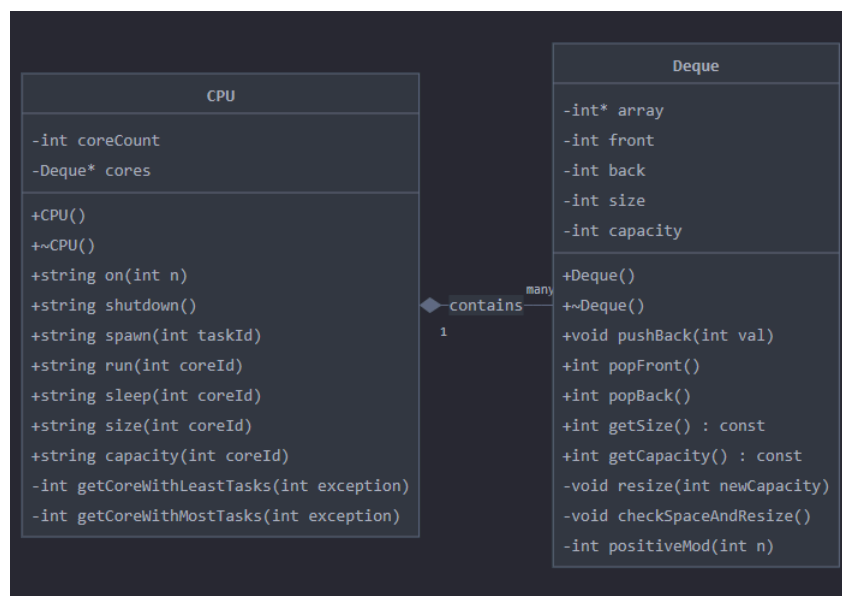 CPU
-int coreCount
-Deque* cores
+CPU()
+~CPU()
+string on(int n)
+string shutdown()
+string spawn(int taskId)
+string run(int coreId)
+string sleep(int coreId)
+string size(int coreId)
+string capacity(int coreId)
-int getCoreWithLeastTasks(int exception)
-int getCoreWithMostTasks(int exception)
1
contains
many
Deque
-int* array
-int front
-int back
-int size
-int capacity
+Deque()
+~Deque()
+void pushBack(int val)
+int popFront()
+int popBack()
+int getSize() : const
+int getCapacity() : const
-void resize(int newCapacity)
-void checkSpaceAndResize()
-int positiveMod(int n)